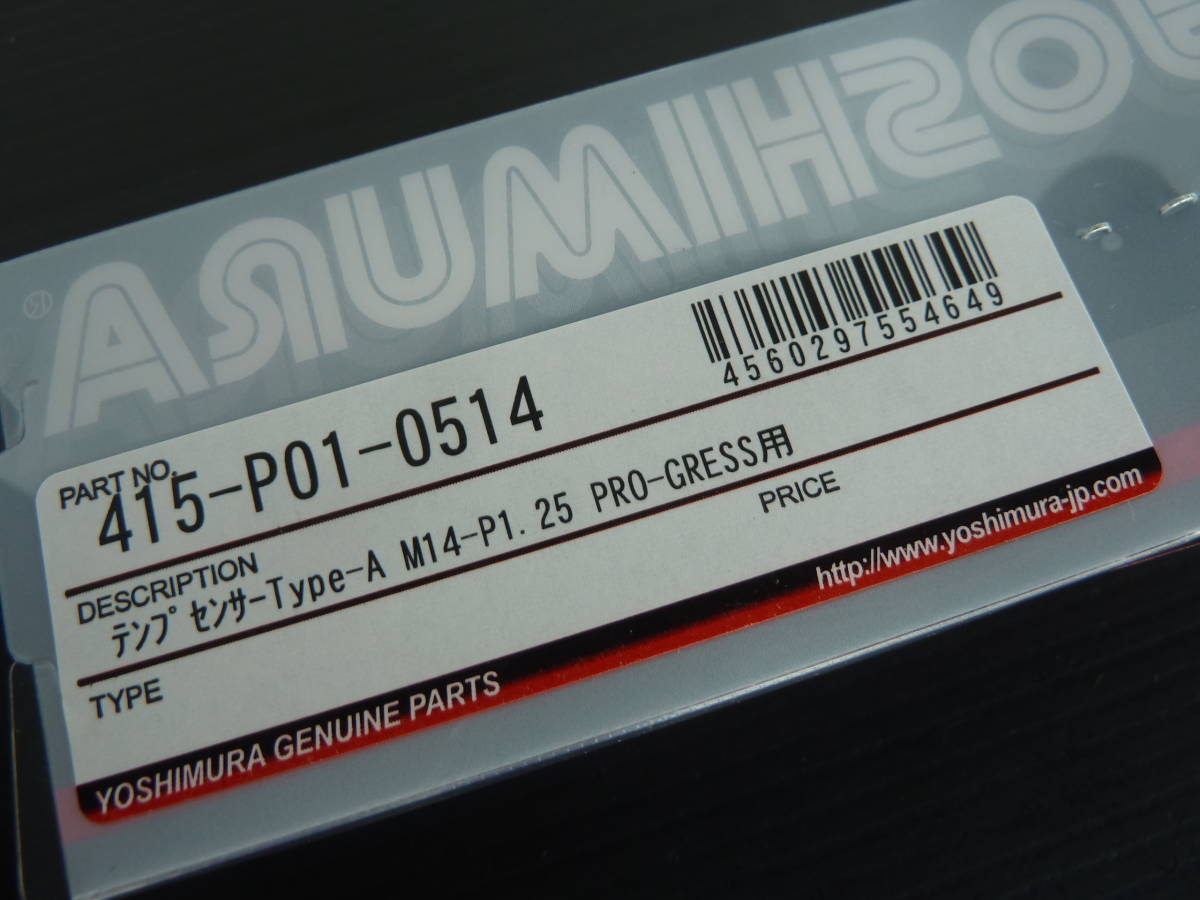 YOSHIMURA
®
PART NO.
415-P01-0514
4560297554649
DESCRIPTION
ﾃﾝﾌﾟｾﾝｻｰ-Type-A M14-P1.25 PRO-GRESS用
TYPE
PRICE
http://www.yoshimura-jp.com
YOSHIMURA GENUINE PARTS